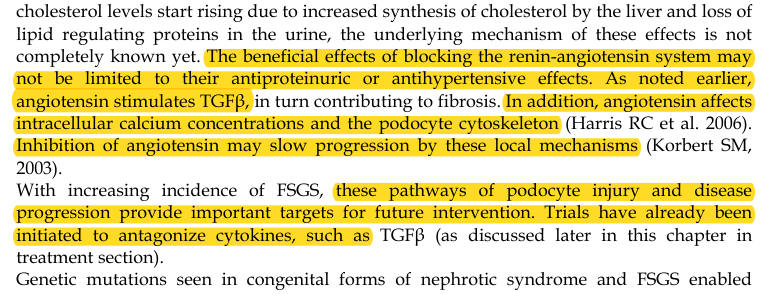 cholesterol levels start rising due to increased synthesis of cholesterol by the liver and loss of
lipid regulating proteins in the urine, the underlying mechanism of these effects is not
completely known yet. The beneficial effects of blocking the renin-angiotensin system may
not be limited to their antiproteinuric or antihypertensive effects. As noted earlier,
angiotensin stimulates TGFβ, in turn contributing to fibrosis. In addition, angiotensin affects
intracellular calcium concentrations and the podocyte cytoskeleton (Harris RC et al. 2006).
Inhibition of angiotensin may slow progression by these local mechanisms (Korbert SM,
2003).
With increasing incidence of FSGS, these pathways of podocyte injury and disease
progression provide important targets for future intervention. Trials have already been
initiated to antagonize cytokines, such as TGFβ (as discussed later in this chapter in
treatment section).
Genetic mutations seen in congenital forms of nephrotic syndrome and FSGS enabled